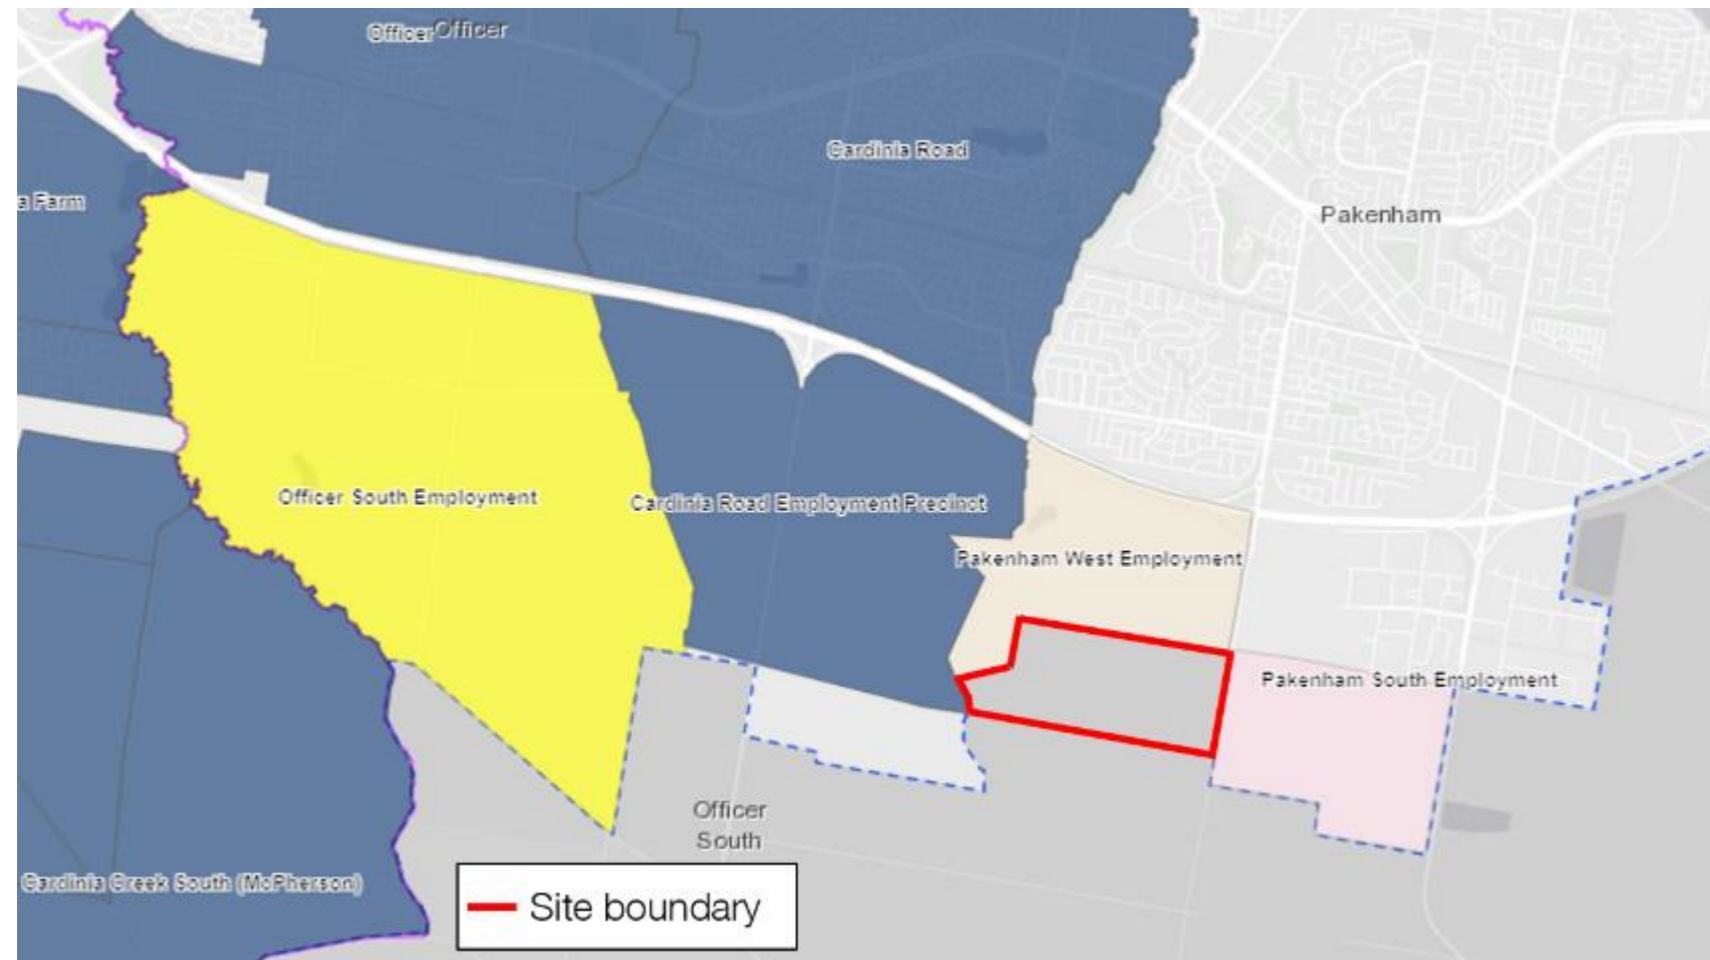 Officer
Officer
Cardinia Road
a Farm
Pakenham
Officer South Employment
Cardinia Road Employment Precinct
Pakenham West Employment
Pakenham South Employment
Officer
South
Cardinia Creek South (McPherson)
Site boundary